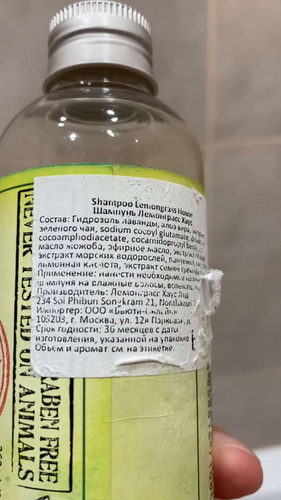 Shampoo Lemongrass House
Шампунь Лемонграсс Хаус
Состав: Гидрозоль лаванды, алоэ вера,
зеленого чая, sodium cocoyl glutamate,
cocoamphodiacetate, cocamidopropyl
масло жожоба, эфирное масло,
экстракт морских водорослей,
лимонная кислота, экстракт семян
Применение: нанести необходимое
шампуня на влажные волосы,
Производитель: Лемонграсс Хаус Лтд
234 Soi Phibun Songkram 21,
Импортер: ООО
105203, г. Москва, ул. 12я
Срок годности: 36 месяцев с даты
изготовления, указанной на упаковке
Объем и аромат см. на этикетке.
NEVER TESTED ON ANIMALS
PARABEN FREE